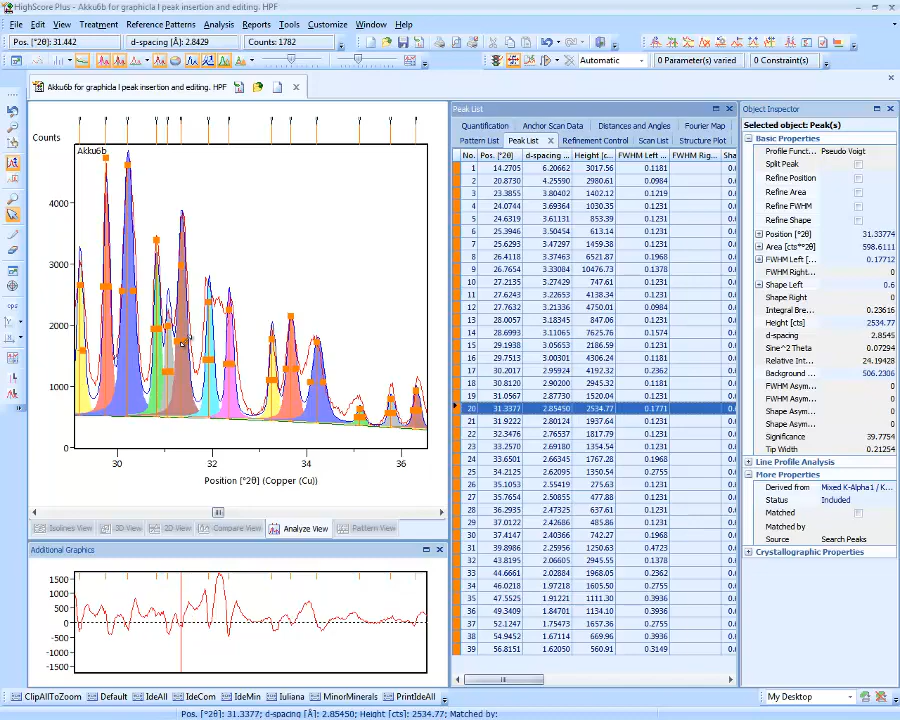 HighScore Plus - Akku6b for graphicla l peak insertion and editing. HPF
File Edit View Treatment Reference Patterns Analysis Reports Tools Customize Window Help
Pos. [°2θ]: 31.442 d-spacing [Å]: 2.8429 Counts: 1782
Automatic 0 Parameter(s) varied 0 Constraint(s)
Akku6b for graphicla l peak insertion and editing. HPF
Counts
Akku6b
4000
3000
2000
1000
0
30 32 34 36
Position [°2θ] (Copper (Cu))
Isolines View 3D View 2D View Compare View Analyze View Pattern View
Additional Graphics
1500
1000
500
0
-500
-1000
-1500
Peak List
Quantification Anchor Scan Data Distances and Angles Fourier Map
Pattern List Peak List Refinement Control Scan List Structure Plot
No. Pos. [°2θ] d-spacing ... Height [c... FWHM Left ... FWHM Rig... Sha
1 14.2705 6.20662 3017.56 0.1181
2 20.8730 4.25590 2980.61 0.0984
3 23.3855 3.80402 1402.12 0.1219
4 24.0744 3.69364 1030.54 0.1231
5 24.6319 3.61131 853.39 0.1231
6 25.3946 3.50454 613.14 0.1231
7 25.6293 3.47297 1459.38 0.1231
8 26.4118 3.37363 6521.87 0.1231
9 26.7654 3.33084 10476.73 0.1378
10 27.2135 3.27429 747.61 0.1231
11 27.6243 3.22653 4138.34 0.1231
12 27.7632 3.21336 4750.01 0.0984
13 28.0057 3.18345 847.06 0.1231
14 28.6993 3.11065 7625.76 0.1231
15 29.1938 3.05653 2186.59 0.1231
16 29.7513 3.00051 4306.24 0.1231
17 30.2017 2.95924 4192.32 0.1231
18 30.8120 2.90200 2945.32 0.1181
19 31.0567 2.87730 1520.04 0.1231
20 31.3377 2.85450 2534.77 0.1771
21 31.9222 2.80124 1937.64 0.1231
22 32.3476 2.76537 1817.79 0.1231
23 33.2570 2.69180 1354.93 0.1231
24 33.6501 2.66345 1767.28 0.1231
25 34.2125 2.61095 1350.54 0.2755
26 35.1053 2.55419 275.63 0.1231
27 35.7654 2.51058 477.88 0.1231
28 36.2935 2.47325 637.61 0.1231
29 37.0122 2.42686 485.86 0.1231
30 37.4147 2.40362 742.27 0.1231
31 39.8986 2.25956 1250.63 0.4723
32 43.8195 2.06605 2945.55 0.1231
33 44.6661 2.02884 1968.05 0.2362
34 46.0218 1.97218 1605.50 0.2755
35 47.5525 1.91221 1111.30 0.3936
36 49.3409 1.84701 1134.10 0.3936
37 52.1247 1.75473 1657.36 0.2755
38 54.9452 1.67114 669.96 0.3936
39 56.8151 1.62050 560.91 0.3149
Object Inspector
Selected object: Peak(s)
Basic Properties
Profile Funct... Pseudo Voigt
Split Peak
Refine Position
Refine Area
Refine FWHM
Refine Shape
Position [°2θ] 31.33774
Area [cts*°2θ] 598.6111
FWHM Left [... 0.17712
FWHM Right... 0
Shape Left 0.6
Shape Right 0
Integral Bre... 0.23616
Height [cts] 2534.77
d-spacing [... 2.8545
Sine^2 Theta 0.07294
Relative Int... 24.19428
Background ... 506.2306
FWHM Asym... 0
FWHM Asym... 0
Shape Asym... 0
Shape Asym... 0
Significance 39.7754
Tip Width 0.21254
Line Profile Analysis
More Properties
Derived from Mixed K-Alpha1 / K...
Status Included
Matched
Matched by
Source Search Peaks
Crystallographic Properties
ClipAllToZoom Default IdeAll IdeCom IdeMin Iuliana MinorMinerals PrintIdeAll My Desktop
Pos. [°2θ]: 31.3377; d-spacing [Å]: 2.85450; Height [cts]: 2534.77; Matched by: